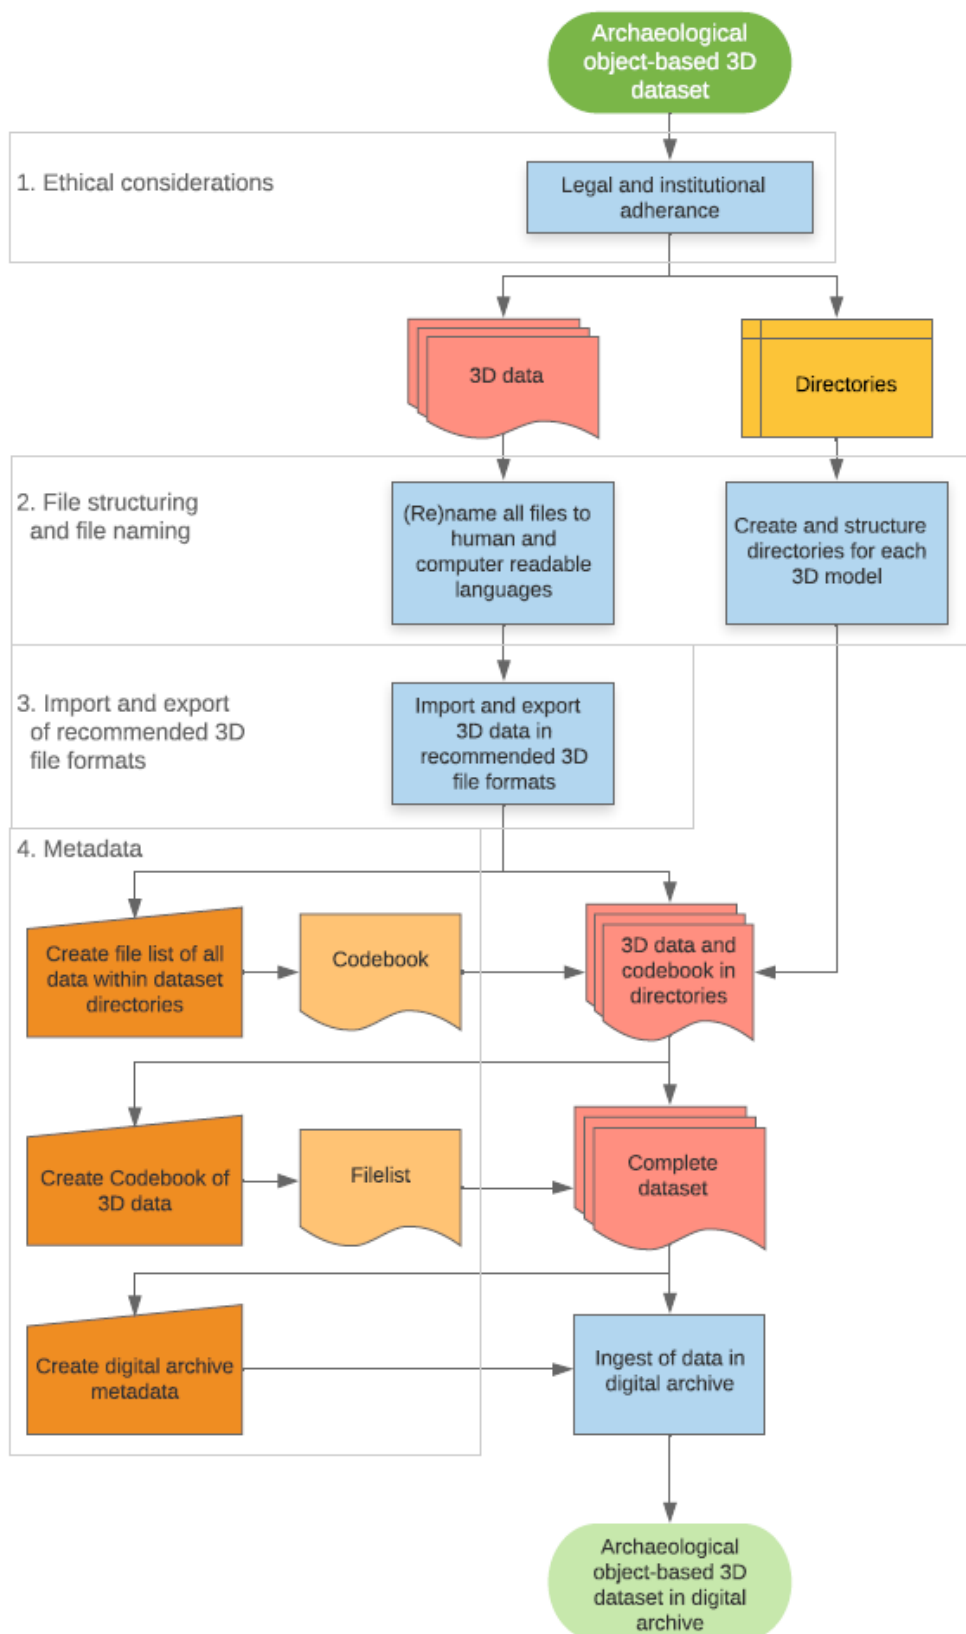 Archaeological
object-based 3D
dataset
1. Ethical considerations
Legal and institutional
adherance
3D data
Directories
2. File structuring
and file naming
(Re)name all files to
human and
computer readable
languages
Create and structure
directories for each
3D model
3. Import and export
of recommended 3D
file formats
Import and export
3D data in
recommended 3D
file formats
4. Metadata
Create file list of all
data within dataset
directories
Codebook
3D data and
codebook in
directories
Create Codebook of
3D data
Filelist
Complete
dataset
Create digital archive
metadata
Ingest of data in
digital archive
Archaeological
object-based 3D
dataset in digital
archive